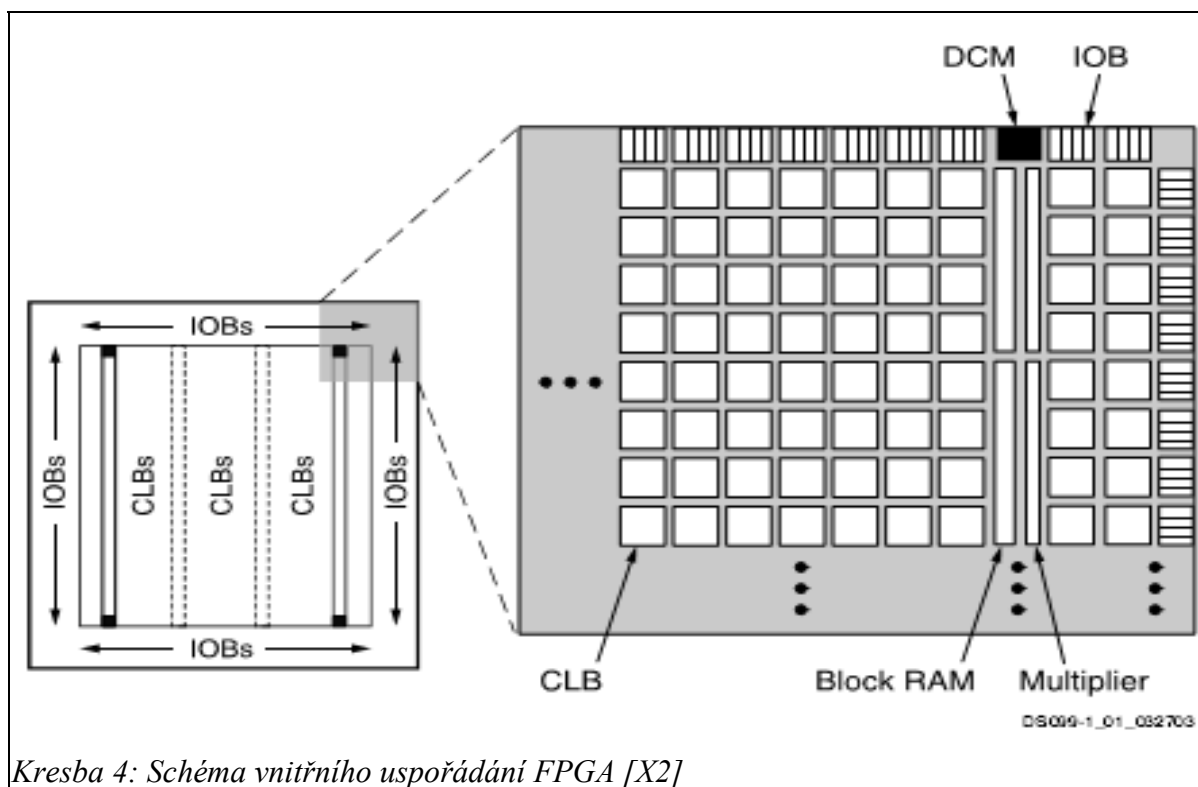 DCM IOB
IOBs
IOBs
CLBs
CLBs
CLBs
IOBs
IOBs
CLB
Block RAM
Multiplier
DS099-1_01_032703
Kresba 4: Schéma vnitřního uspořádání FPGA [X2]